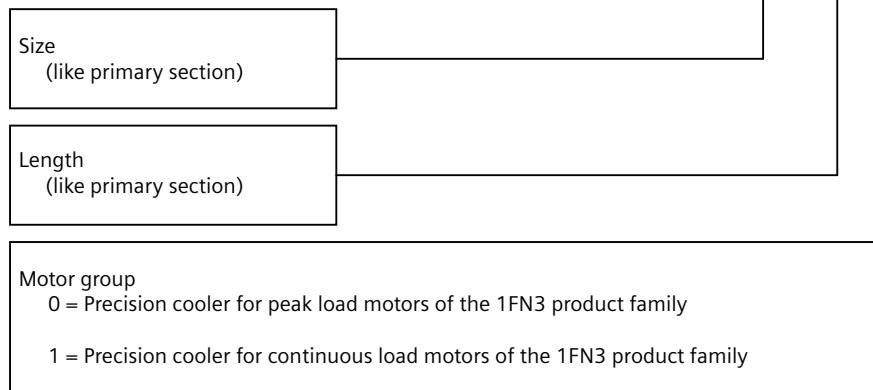 Size
(like primary section)
Length
(like primary section)
Motor group
0 = Precision cooler for peak load motors of the 1FN3 product family
1 = Precision cooler for continuous load motors of the 1FN3 product family